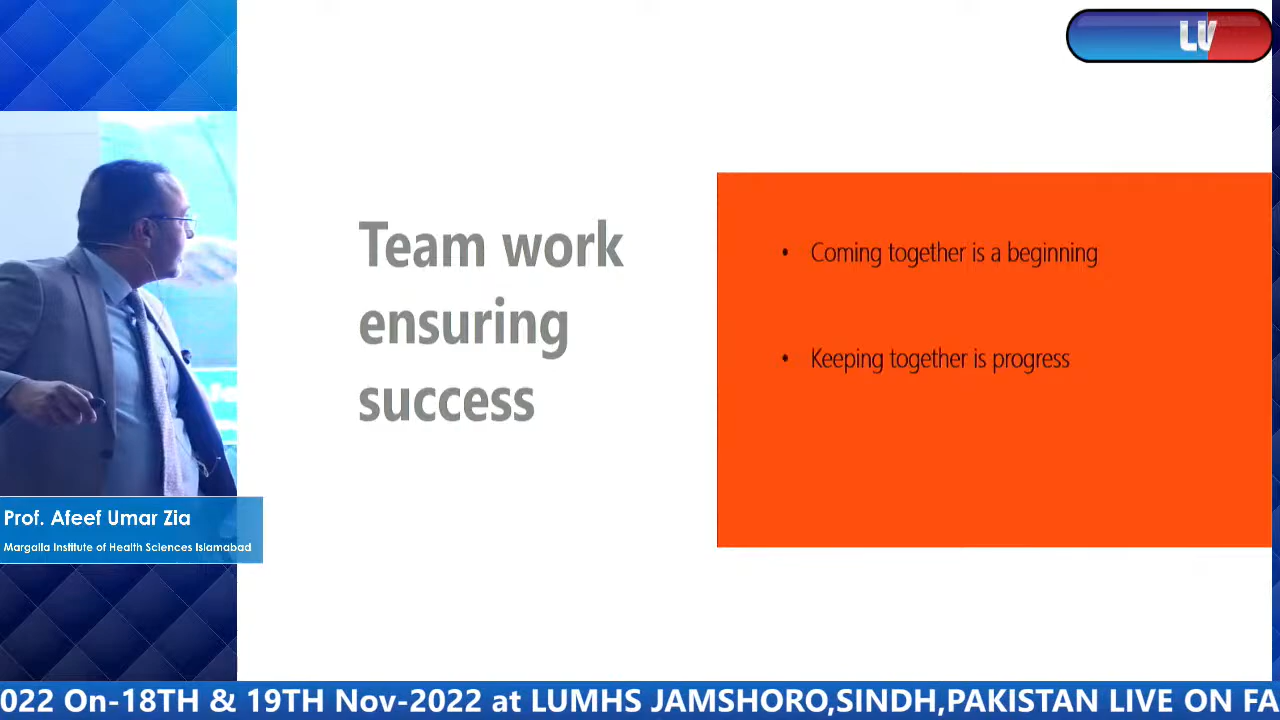 LV
Team work
ensuring
success
• Coming together is a beginning
• Keeping together is progress
Prof. Afeef Umar Zia
Margalla Institute of Health Sciences Islamabad
022 On-18TH & 19TH Nov-2022 at LUMHS JAMSHORO,SINDH,PAKISTAN LIVE ON FA